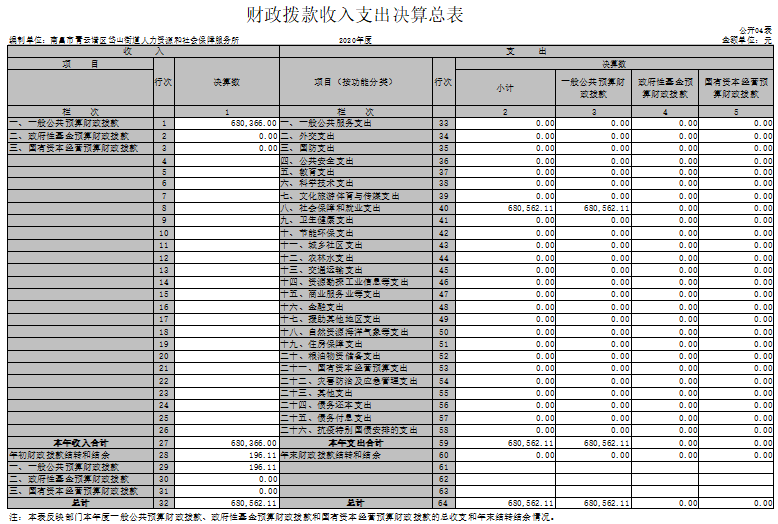 财政拨款收入支出决算总表
公开04表
编制单位：南昌市青云谱区岱山街道人力资源和社会保障服务所 2020年度 金额单位：元
收 入 支 出
项 目 行次 决算数 项目（按功能分类） 行次 决算数
小计 一般公共预算财政拨款 政府性基金预算财政拨款 国有资本经营预算财政拨款
栏 次 1 栏 次 2 3 4 5
一、一般公共预算财政拨款 1 680,366.00 一、一般公共服务支出 33 0.00 0.00 0.00 0.00
二、政府性基金预算财政拨款 2 0.00 二、外交支出 34 0.00 0.00 0.00 0.00
三、国有资本经营预算财政拨款 3 0.00 三、国防支出 35 0.00 0.00 0.00 0.00
4 四、公共安全支出 36 0.00 0.00 0.00 0.00
5 五、教育支出 37 0.00 0.00 0.00 0.00
6 六、科学技术支出 38 0.00 0.00 0.00 0.00
7 七、文化旅游体育与传媒支出 39 0.00 0.00 0.00 0.00
8 八、社会保障和就业支出 40 680,562.11 680,562.11 0.00 0.00
9 九、卫生健康支出 41 0.00 0.00 0.00 0.00
10 十、节能环保支出 42 0.00 0.00 0.00 0.00
11 十一、城乡社区支出 43 0.00 0.00 0.00 0.00
12 十二、农林水支出 44 0.00 0.00 0.00 0.00
13 十三、交通运输支出 45 0.00 0.00 0.00 0.00
14 十四、资源勘探工业信息等支出 46 0.00 0.00 0.00 0.00
15 十五、商业服务业等支出 47 0.00 0.00 0.00 0.00
16 十六、金融支出 48 0.00 0.00 0.00 0.00
17 十七、援助其他地区支出 49 0.00 0.00 0.00 0.00
18 十八、自然资源海洋气象等支出 50 0.00 0.00 0.00 0.00
19 十九、住房保障支出 51 0.00 0.00 0.00 0.00
20 二十、粮油物资储备支出 52 0.00 0.00 0.00 0.00
21 二十一、国有资本经营预算支出 53 0.00 0.00 0.00 0.00
22 二十二、灾害防治及应急管理支出 54 0.00 0.00 0.00 0.00
23 二十三、其他支出 55 0.00 0.00 0.00 0.00
24 二十四、债务还本支出 56 0.00 0.00 0.00 0.00
25 二十五、债务付息支出 57 0.00 0.00 0.00 0.00
26 二十六、抗疫特别国债安排的支出 58 0.00 0.00 0.00 0.00
本年收入合计 27 680,366.00 本年支出合计 59 680,562.11 680,562.11 0.00 0.00
年初财政拨款结转和结余 28 196.11 年末财政拨款结转和结余 60 0.00 0.00 0.00 0.00
一、一般公共预算财政拨款 29 196.11 61
二、政府性基金预算财政拨款 30 0.00 62
三、国有资本经营预算财政拨款 31 0.00 63
总计 32 680,562.11 总计 64 680,562.11 680,562.11 0.00 0.00
注：本表反映部门本年度一般公共预算财政拨款、政府性基金预算财政拨款和国有资本经营预算财政拨款的总收支和年末结转结余情况。